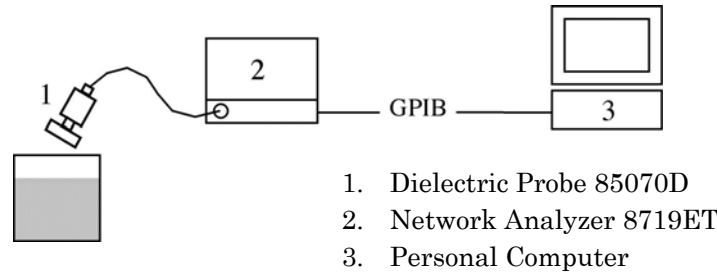 1
2
GPIB
3
1. Dielectric Probe 85070D
2. Network Analyzer 8719ET
3. Personal Computer